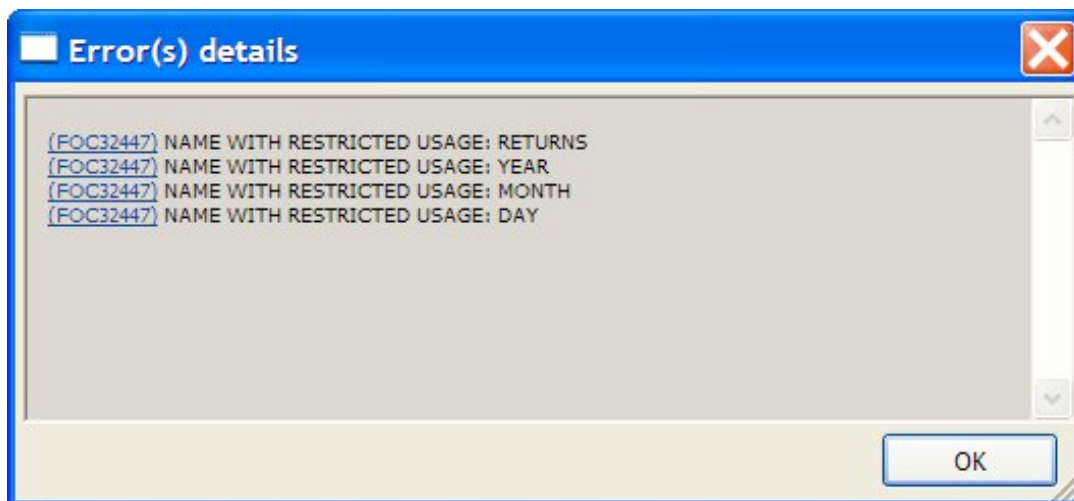 Error(s) details
(FOC32447) NAME WITH RESTRICTED USAGE: RETURNS
(FOC32447) NAME WITH RESTRICTED USAGE: YEAR
(FOC32447) NAME WITH RESTRICTED USAGE: MONTH
(FOC32447) NAME WITH RESTRICTED USAGE: DAY
OK